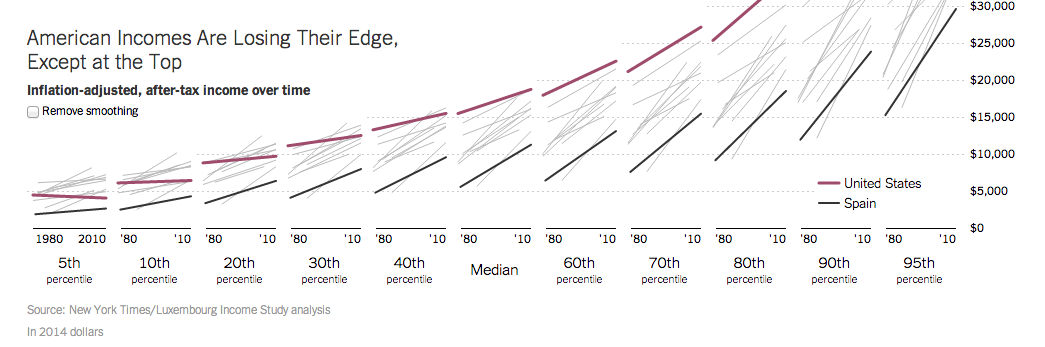 American Incomes Are Losing Their Edge,
Except at the Top
Inflation-adjusted, after-tax income over time
Remove smoothing
$30,000
$25,000
$20,000
$15,000
$10,000
$5,000
$0
United States
Spain
1980 2010 '80 '10 '80 '10 '80 '10 '80 '10 '80 '10 '80 '10 '80 '10 '80 '10 '80 '10 '80 '10
5th 10th 20th 30th 40th Median 60th 70th 80th 90th 95th
percentile percentile percentile percentile percentile percentile percentile percentile percentile percentile
Source: New York Times/Luxembourg Income Study analysis
In 2014 dollars